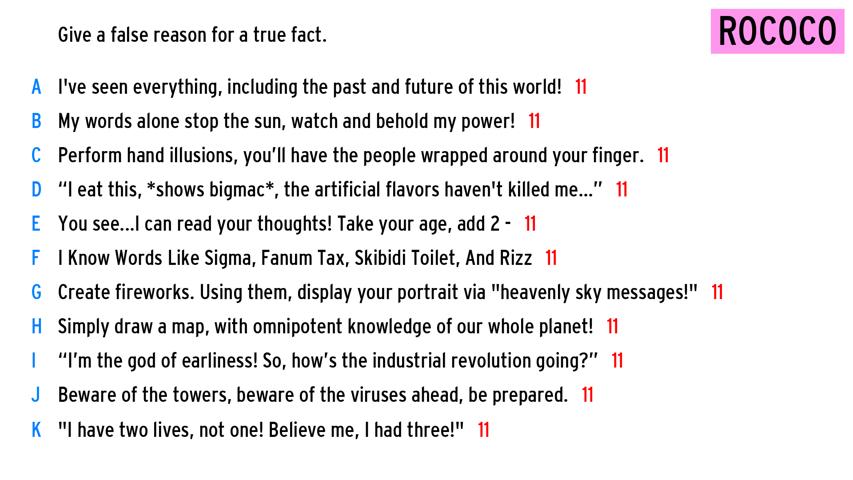 Give a false reason for a true fact.
ROCOCO
A I've seen everything, including the past and future of this world! 11
B My words alone stop the sun, watch and behold my power! 11
C Perform hand illusions, you’ll have the people wrapped around your finger. 11
D “I eat this, *shows bigmac*, the artificial flavors haven't killed me...” 11
E You see...I can read your thoughts! Take your age, add 2 - 11
F I Know Words Like Sigma, Fanum Tax, Skibidi Toilet, And Rizz 11
G Create fireworks. Using them, display your portrait via "heavenly sky messages!" 11
H Simply draw a map, with omnipotent knowledge of our whole planet! 11
I “I’m the god of earliness! So, how’s the industrial revolution going?” 11
J Beware of the towers, beware of the viruses ahead, be prepared. 11
K "I have two lives, not one! Believe me, I had three!" 11